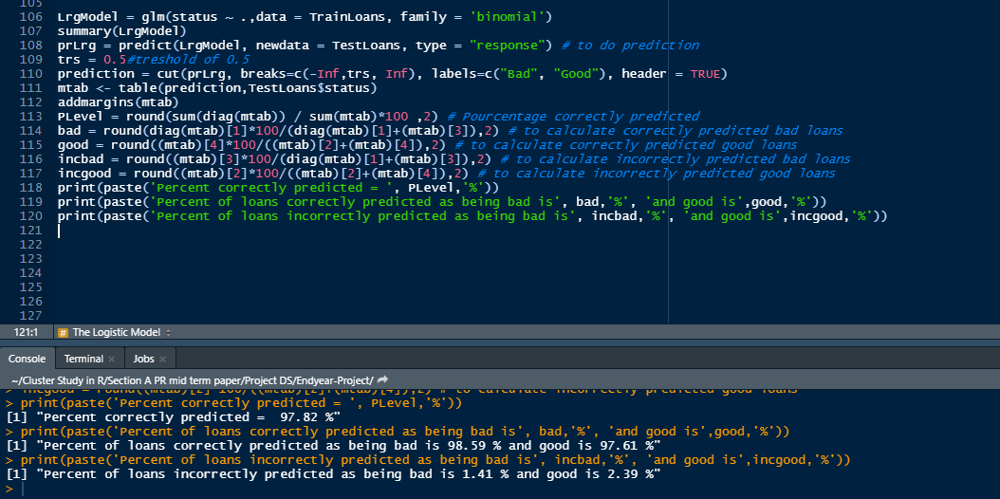 105
106 LrgModel = glm(status ~ .,data = TrainLoans, family = 'binomial')
107 summary(LrgModel)
108 prLrg = predict(LrgModel, newdata = TestLoans, type = "response") # to do prediction
109 trs = 0.5#treshold of 0.5
110 prediction = cut(prLrg, breaks=c(-Inf,trs, Inf), labels=c("Bad", "Good"), header = TRUE)
111 mtab <- table(prediction,TestLoans$status)
112 addmargins(mtab)
113 PLevel = round(sum(diag(mtab)) / sum(mtab)*100 ,2) # Pourcentage correctly predicted
114 bad = round(diag(mtab)[1]*100/(diag(mtab)[1]+(mtab)[3]),2) # to calculate correctly predicted bad loans
115 good = round((mtab)[4]*100/((mtab)[2]+(mtab)[4]),2) # to calculate correctly predicted good loans
116 incbad = round((mtab)[3]*100/(diag(mtab)[1]+(mtab)[3]),2) # to calculate incorrectly predicted bad loans
117 incgood = round((mtab)[2]*100/((mtab)[2]+(mtab)[4]),2) # to calculate incorrectly predicted good loans
118 print(paste('Percent correctly predicted = ', PLevel,'%'))
119 print(paste('Percent of loans correctly predicted as being bad is', bad,'%', 'and good is',good,'%'))
120 print(paste('Percent of loans incorrectly predicted as being bad is', incbad,'%', 'and good is',incgood,'%'))
121
122
123
124
125
126
127
121:1 # The Logistic Model
Console Terminal Jobs
~/Cluster Study in R/Section A PR mid term paper/Project DS/Endyear-Project/
> incgood = round((mtab)[2]*100/((mtab)[2]+(mtab)[4]),2) # to calculate incorrectly predicted good loans
> print(paste('Percent correctly predicted = ', PLevel,'%'))
[1] "Percent correctly predicted =  97.82 %"
> print(paste('Percent of loans correctly predicted as being bad is', bad,'%', 'and good is',good,'%'))
[1] "Percent of loans correctly predicted as being bad is 98.59 % and good is 97.61 %"
> print(paste('Percent of loans incorrectly predicted as being bad is', incbad,'%', 'and good is',incgood,'%'))
[1] "Percent of loans incorrectly predicted as being bad is 1.41 % and good is 2.39 %"
>